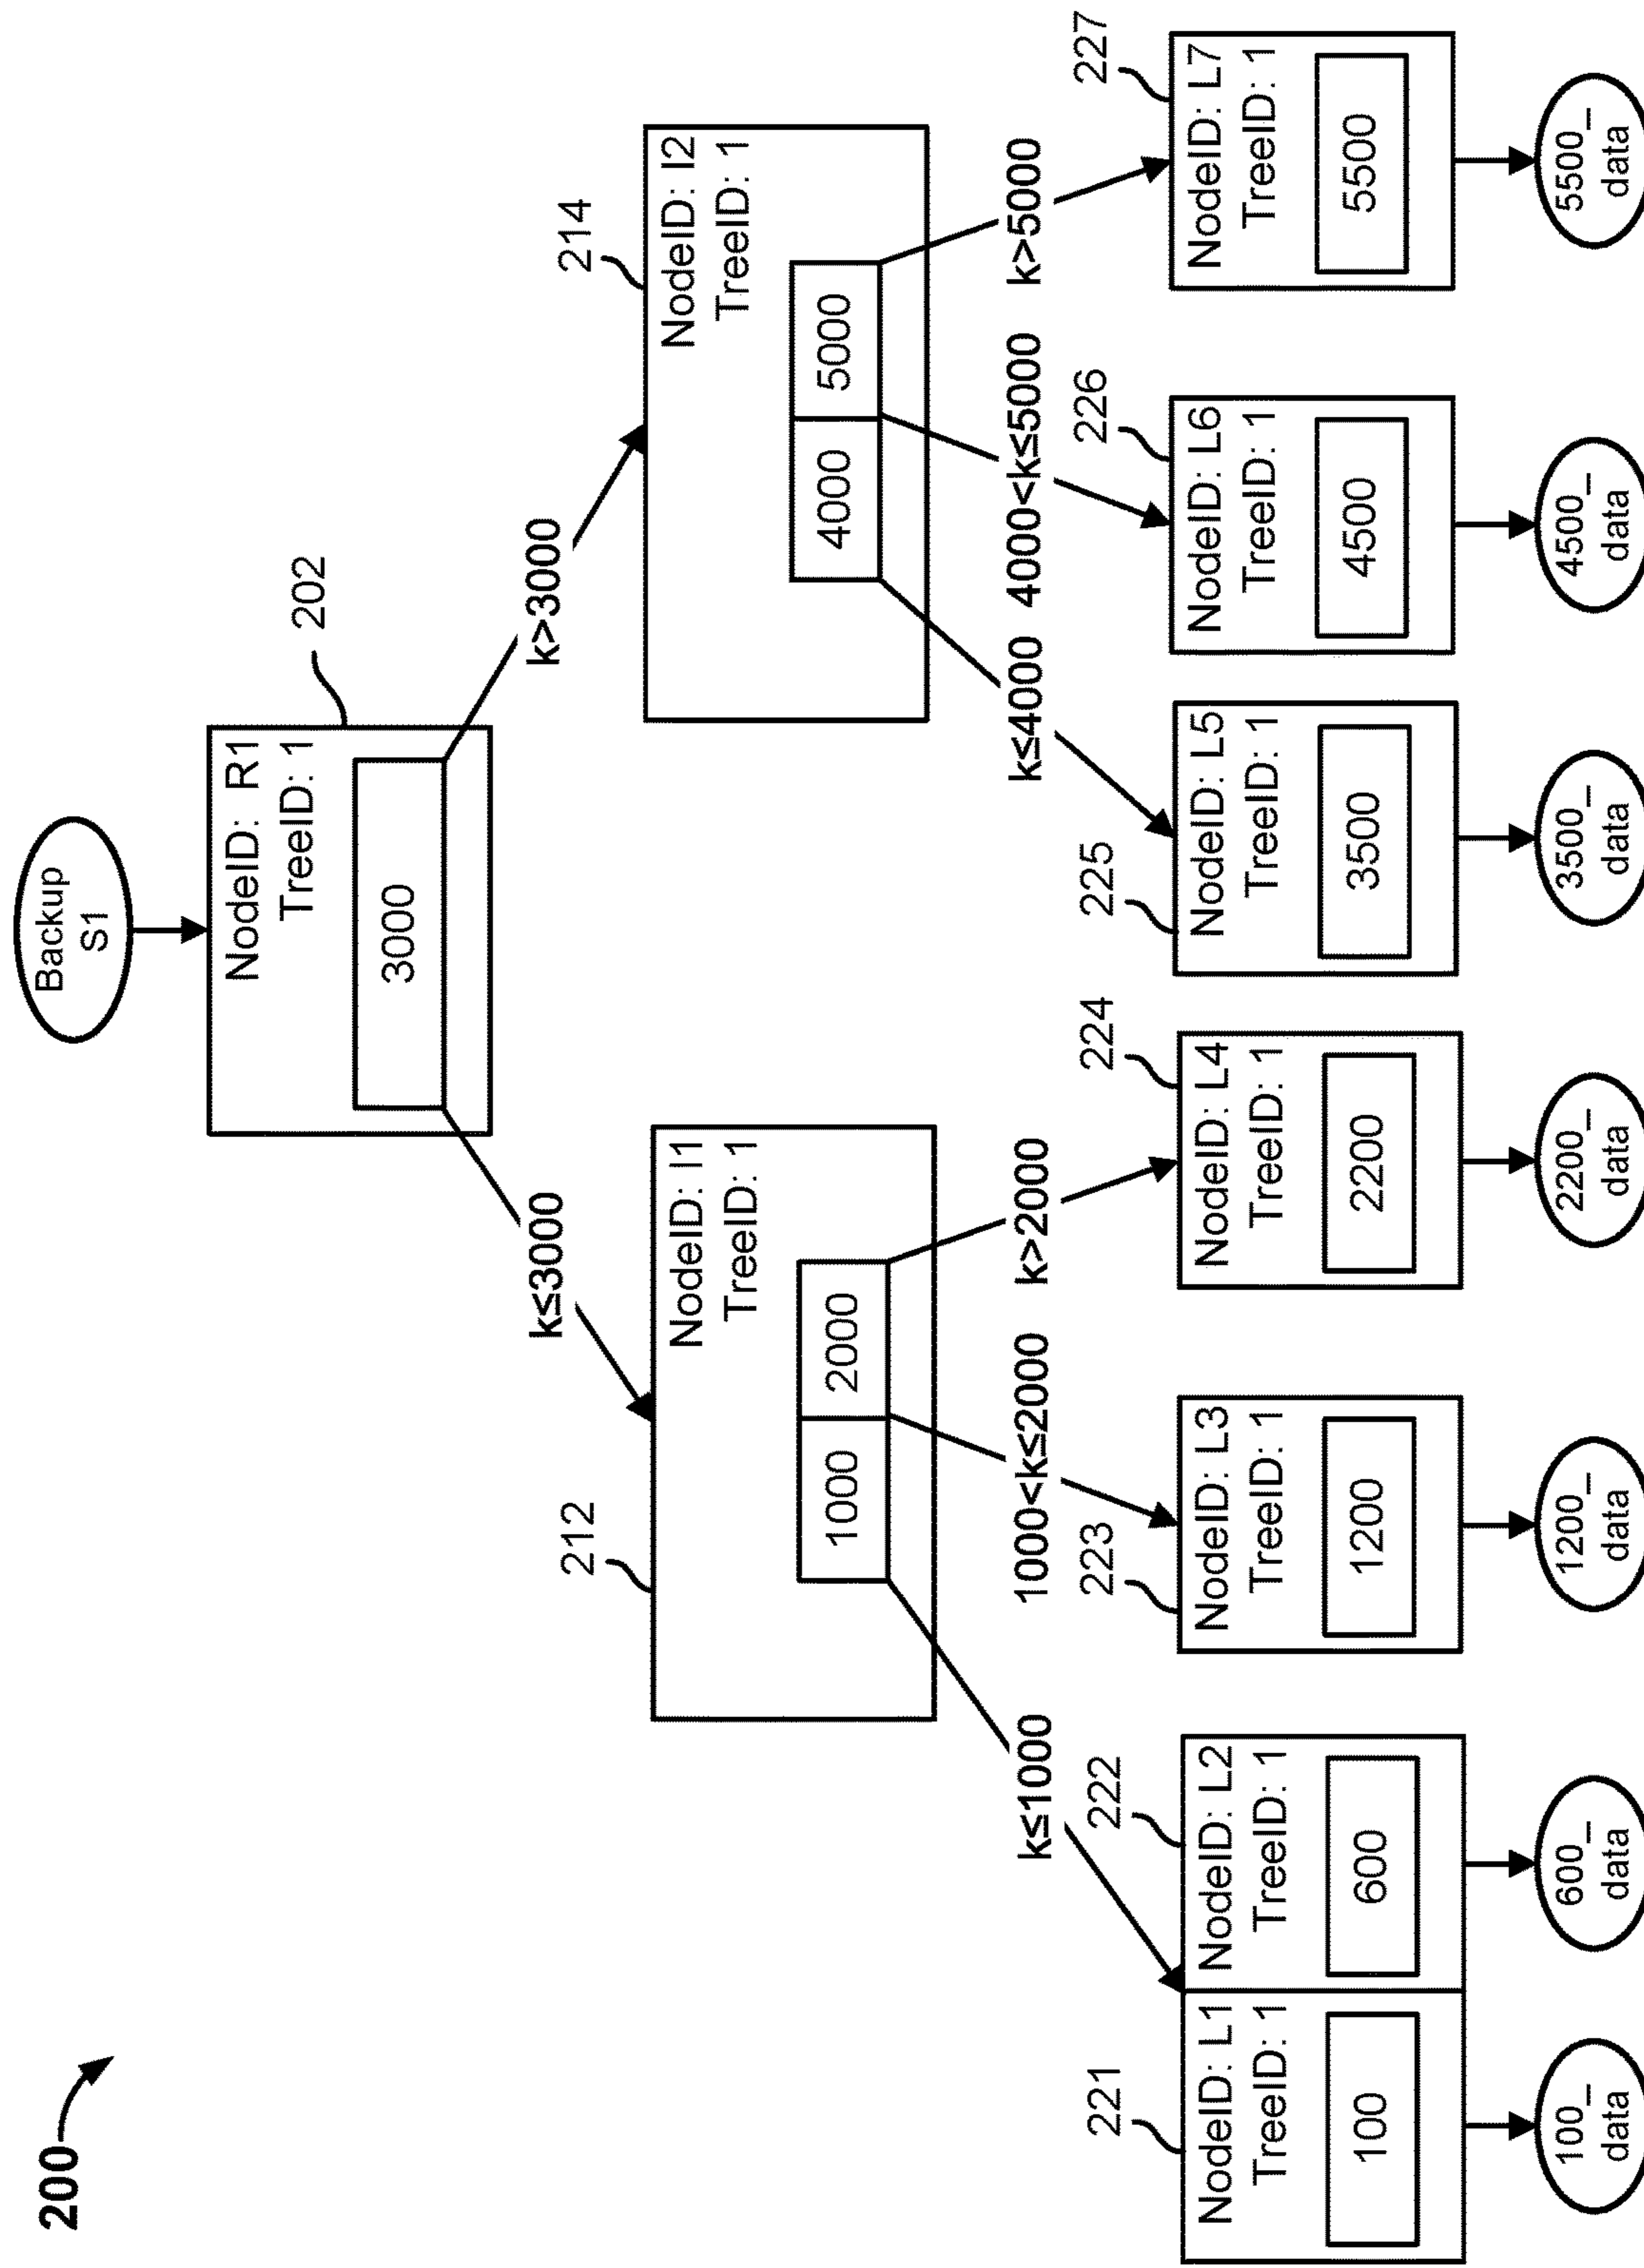 200
Backup
S1
202
NodeID: R1
TreeID: 1
3000
k≤3000
k>3000
212
NodeID: I1
TreeID: 1
1000
2000
214
NodeID: I2
TreeID: 1
4000
5000
k≤1000
1000<k≤2000
k>2000
k≤4000
4000<k≤5000
k>5000
221
NodeID: L1
TreeID: 1
100
222
NodeID: L2
TreeID: 1
600
223
NodeID: L3
TreeID: 1
1200
224
NodeID: L4
TreeID: 1
2200
225
NodeID: L5
TreeID: 1
3500
226
NodeID: L6
TreeID: 1
4500
227
NodeID: L7
TreeID: 1
5500
100_
data
600_
data
1200_
data
2200_
data
3500_
data
4500_
data
5500_
data